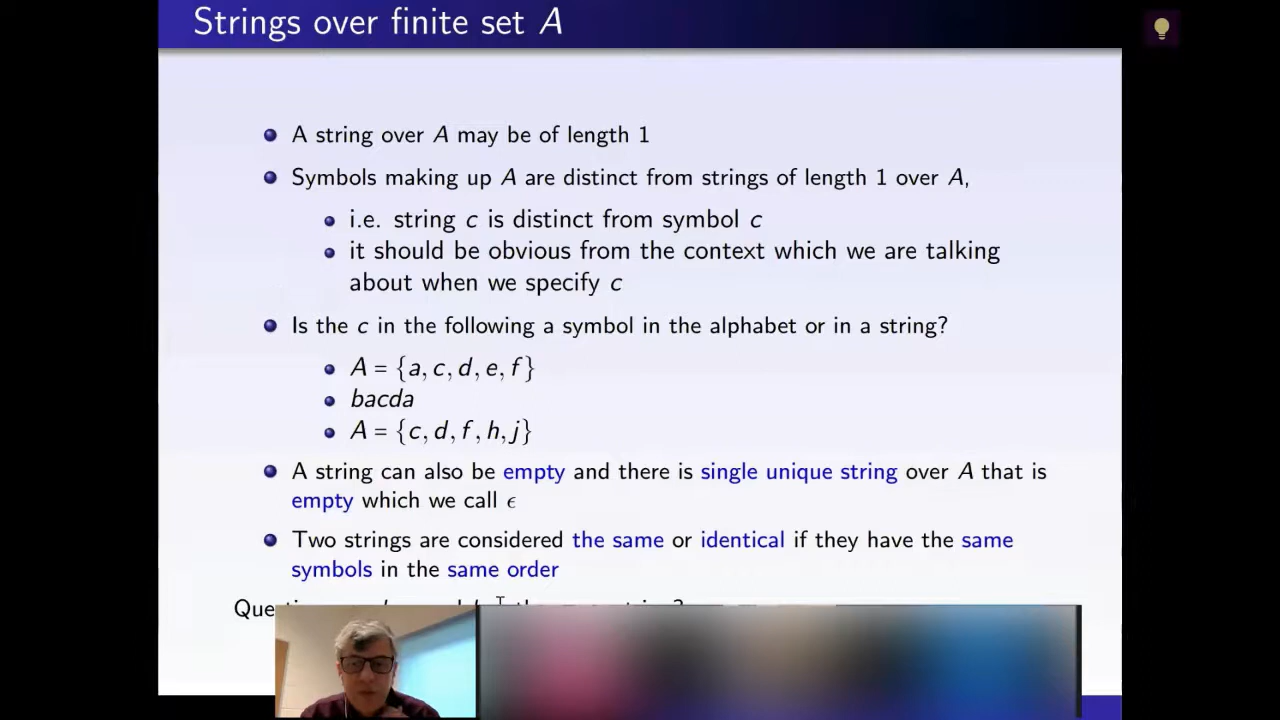 Strings over finite set A
A string over A may be of length 1
Symbols making up A are distinct from strings of length 1 over A,
i.e. string c is distinct from symbol c
it should be obvious from the context which we are talking
about when we specify c
Is the c in the following a symbol in the alphabet or in a string?
A = {a, c, d, e, f}
bacda
A = {c, d, f, h, j}
A string can also be empty and there is single unique string over A that is
empty which we call ϵ
Two strings are considered the same or identical if they have the same
symbols in the same order